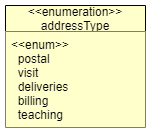 <<enumeration>>
addressType
<<enum>>
postal
visit
deliveries
billing
teaching